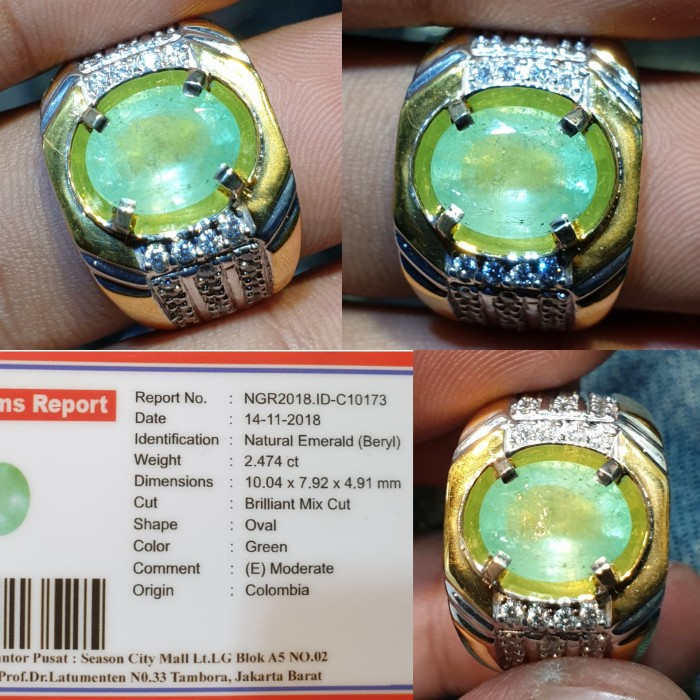 ms Report
Report No. : NGR2018.ID-C10173
Date : 14-11-2018
Identification : Natural Emerald (Beryl)
Weight : 2.474 ct
Dimensions : 10.04 x 7.92 x 4.91 mm
Cut : Brilliant Mix Cut
Shape : Oval
Color : Green
Comment : (E) Moderate
Origin : Colombia
ntor Pusat : Season City Mall Lt.LG Blok A5 NO.02
Prof.Dr.Latumenten N0.33 Tambora, Jakarta Barat